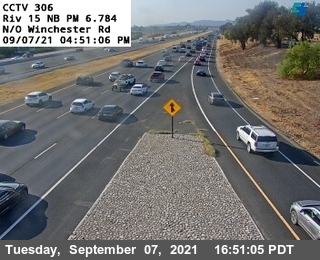 CCTV 306
Riv 15 NB PM 6.784
N/O Winchester Rd
09/07/21 04:51:06 PM
Tuesday, September 07, 2021 16:51:05 PDT